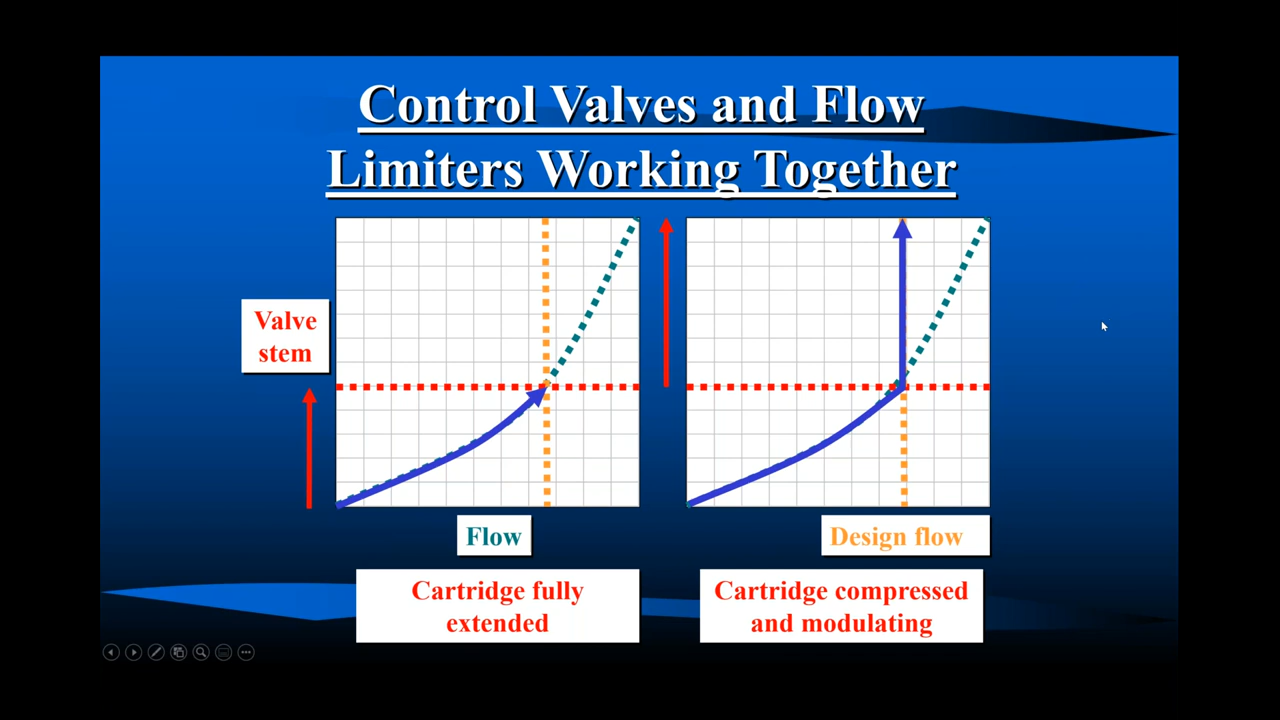 Control Valves and Flow
Limiters Working Together
Valve
stem
Flow
Design flow
Cartridge fully
extended
Cartridge compressed
and modulating